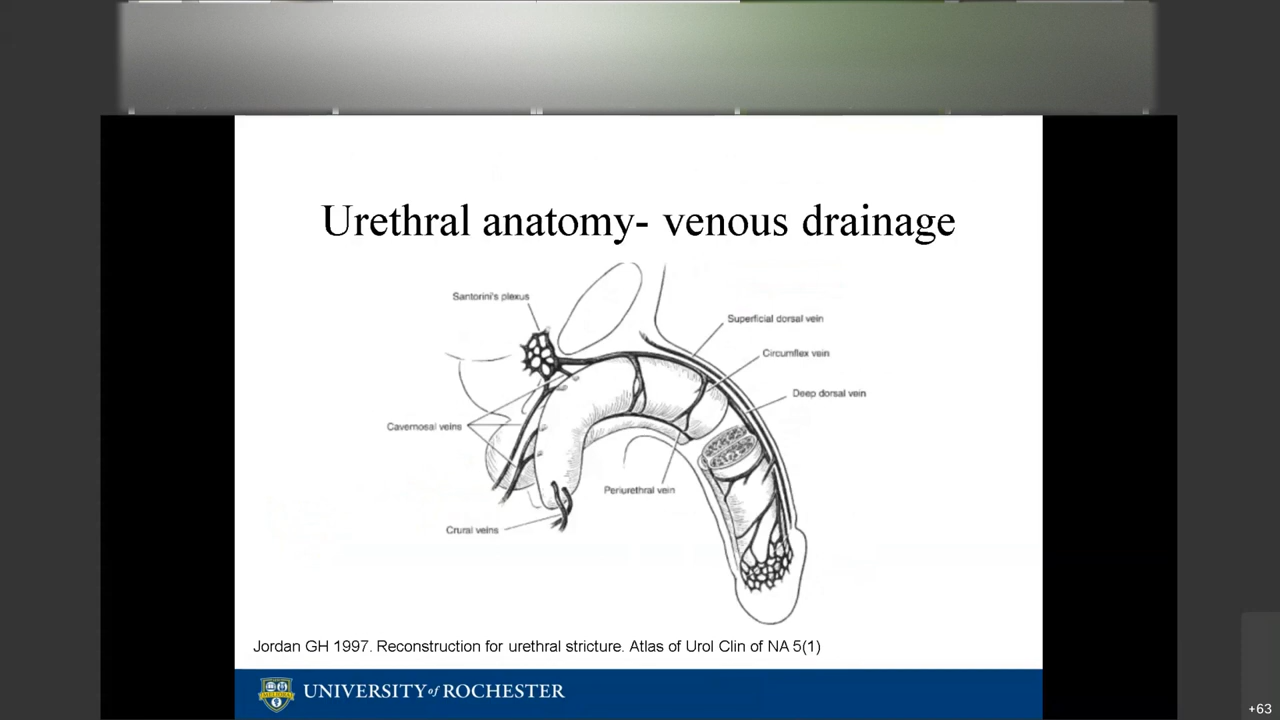 Urethral anatomy- venous drainage
Santorini's plexus
Superficial dorsal vein
Circumflex vein
Deep dorsal vein
Cavernosal veins
Periurethral vein
Crural veins
Jordan GH 1997. Reconstruction for urethral stricture. Atlas of Urol Clin of NA 5(1)
UNIVERSITY of ROCHESTER
+63